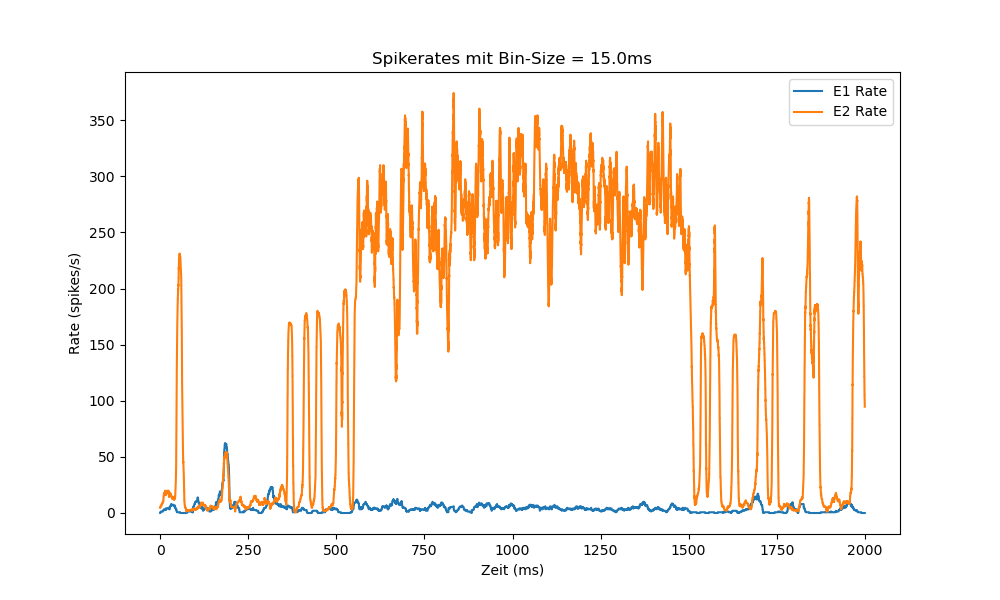 Spikerates mit Bin-Size = 15.0ms
E1 Rate
E2 Rate
Rate (spikes/s)
350
300
250
200
150
100
50
0
0 250 500 750 1000 1250 1500 1750 2000
Zeit (ms)